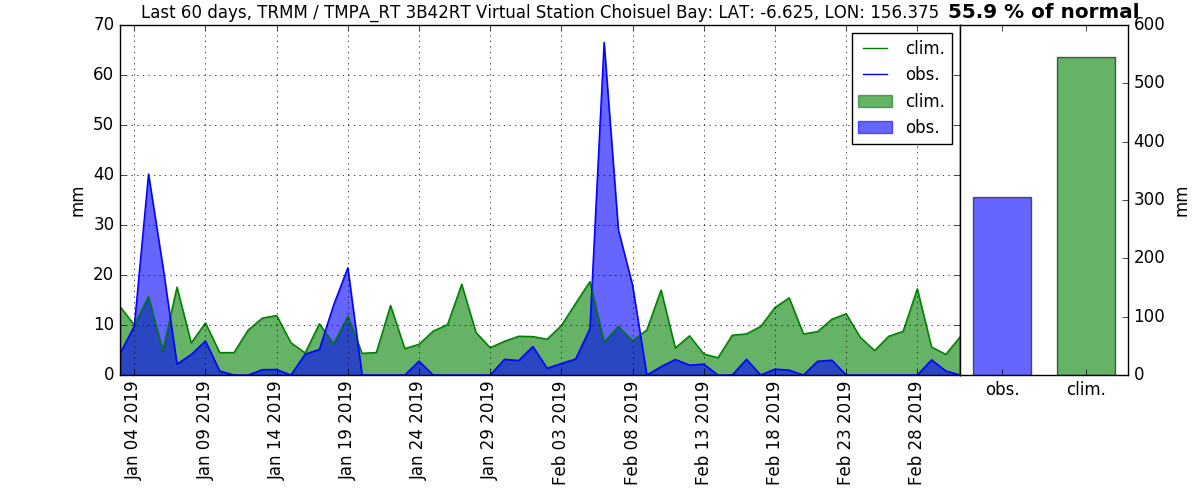 Last 60 days, TRMM / TMPA_RT 3B42RT Virtual Station Choisuel Bay: LAT: -6.625, LON: 156.375
55.9 % of normal
70
60
50
40
30
20
10
0
mm
clim.
obs.
clim.
obs.
600
500
400
300
200
100
0
mm
Jan 04 2019
Jan 09 2019
Jan 14 2019
Jan 19 2019
Jan 24 2019
Jan 29 2019
Feb 03 2019
Feb 08 2019
Feb 13 2019
Feb 18 2019
Feb 23 2019
Feb 28 2019
obs.
clim.